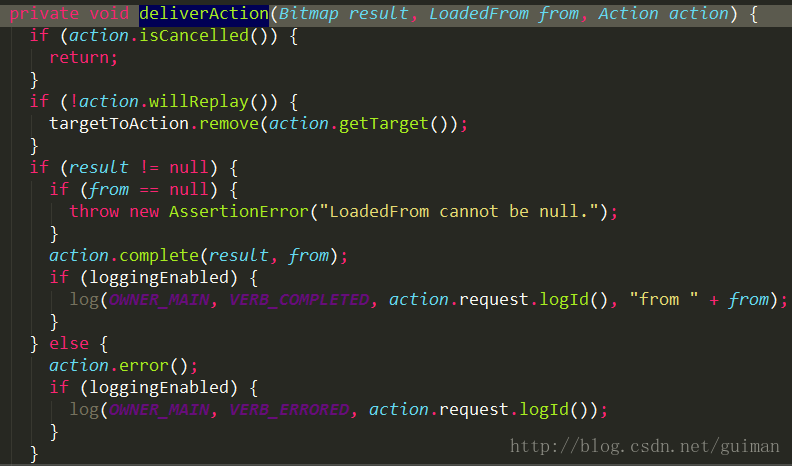 private void deliverAction(Bitmap result, LoadedFrom from, Action action) {
  if (action.isCancelled()) {
    return;
  }
  if (!action.willReplay()) {
    targetToAction.remove(action.getTarget());
  }
  if (result != null) {
    if (from == null) {
      throw new AssertionError("LoadedFrom cannot be null.");
    }
    action.complete(result, from);
    if (loggingEnabled) {
      log(OWNER_MAIN, VERB_COMPLETED, action.request.logId(), "from " + from);
    }
  } else {
    action.error();
    if (loggingEnabled) {
      log(OWNER_MAIN, VERB_ERRORED, action.request.logId());
    }
http://blog.csdn.net/guiman
  }